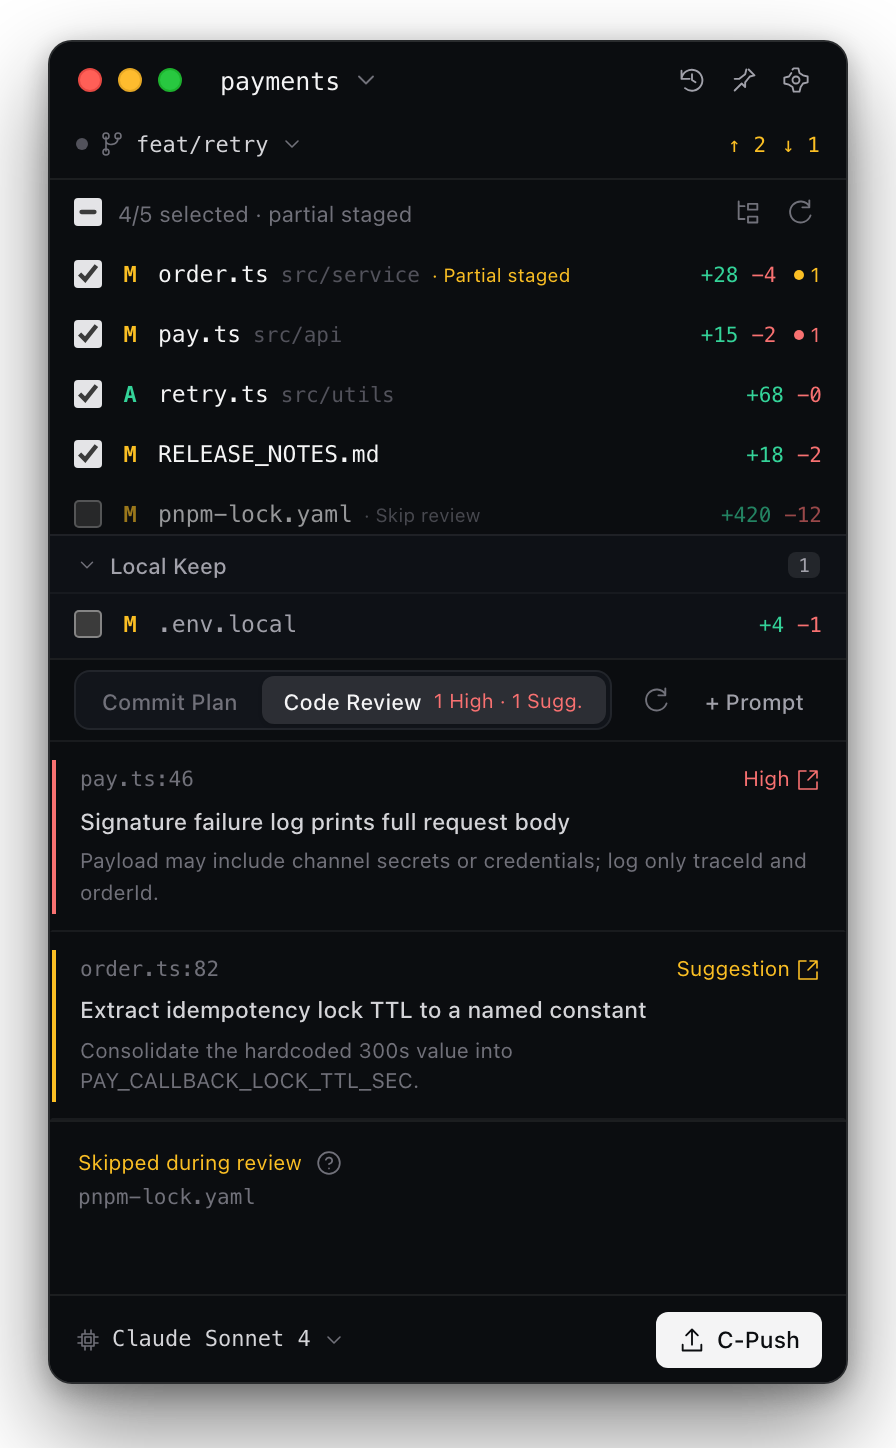 payments
feat/retry ↑ 2 ↓ 1
4/5 selected · partial staged
M order.ts src/service · Partial staged +28 −4 1
M pay.ts src/api +15 −2 1
A retry.ts src/utils +68 −0
M RELEASE_NOTES.md +18 −2
M pnpm-lock.yaml · Skip review +420 −12
Local Keep 1
M .env.local +4 −1
Commit Plan Code Review 1 High · 1 Sugg. + Prompt
pay.ts:46 High
Signature failure log prints full request body
Payload may include channel secrets or credentials; log only traceId and
orderId.
order.ts:82 Suggestion
Extract idempotency lock TTL to a named constant
Consolidate the hardcoded 300s value into
PAY_CALLBACK_LOCK_TTL_SEC.
Skipped during review ?
pnpm-lock.yaml
Claude Sonnet 4 C-Push